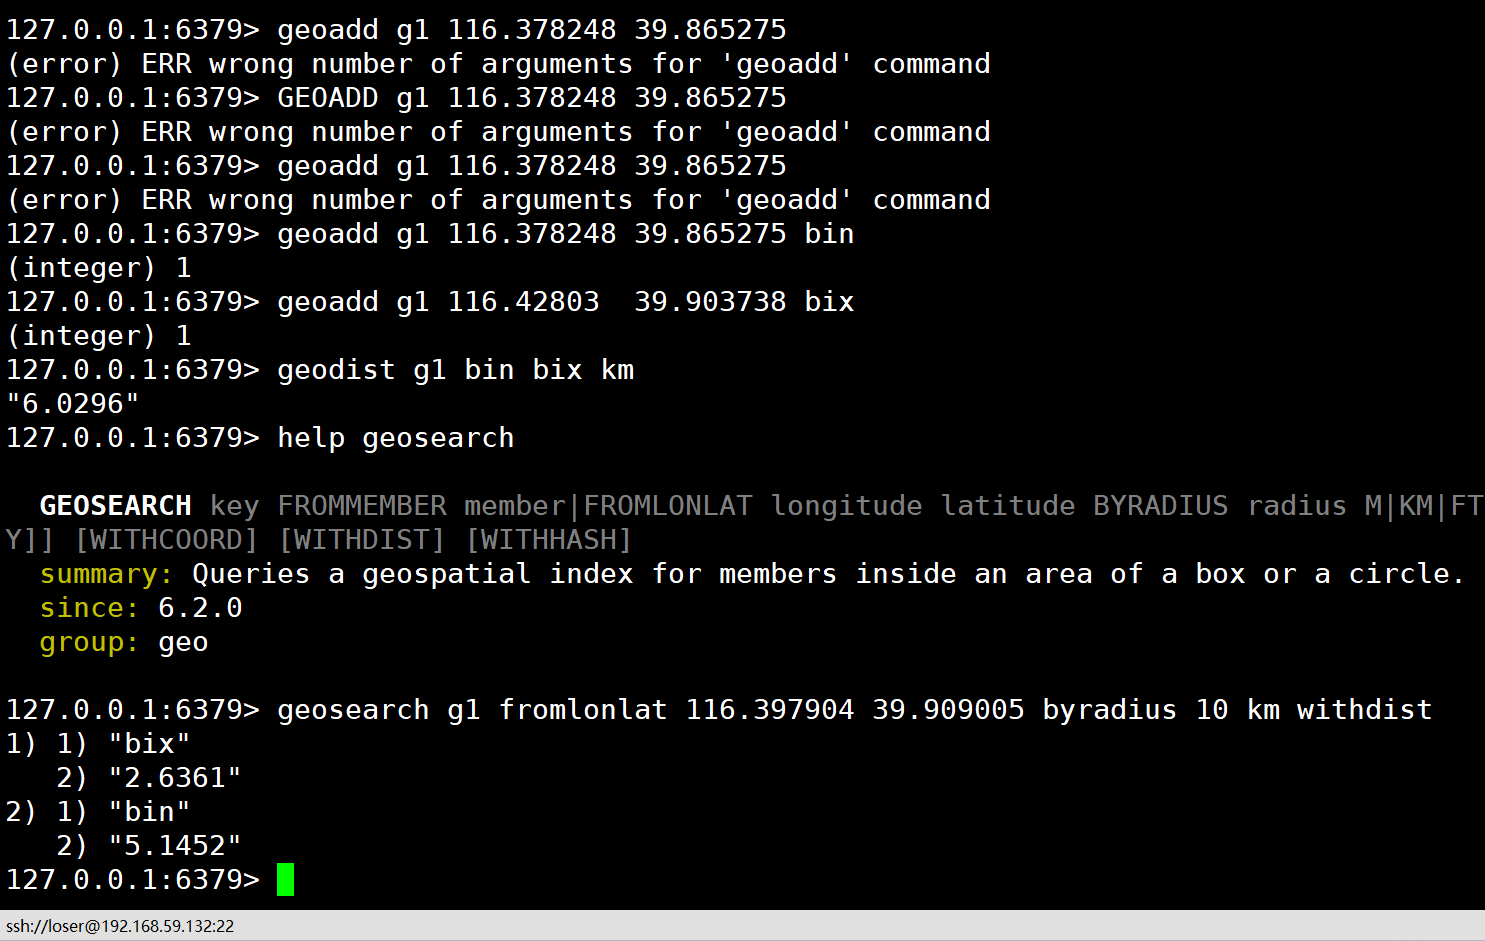 127.0.0.1:6379> geoadd g1 116.378248 39.865275
(error) ERR wrong number of arguments for 'geoadd' command
127.0.0.1:6379> GEOADD g1 116.378248 39.865275
(error) ERR wrong number of arguments for 'geoadd' command
127.0.0.1:6379> geoadd g1 116.378248 39.865275
(error) ERR wrong number of arguments for 'geoadd' command
127.0.0.1:6379> geoadd g1 116.378248 39.865275 bin
(integer) 1
127.0.0.1:6379> geoadd g1 116.42803  39.903738 bix
(integer) 1
127.0.0.1:6379> geodist g1 bin bix km
"6.0296"
127.0.0.1:6379> help geosearch
GEOSEARCH key FROMMEMBER member|FROMLONLAT longitude latitude BYRADIUS radius M|KM|FT
Y]] [WITHCOORD] [WITHDIST] [WITHHASH]
summary: Queries a geospatial index for members inside an area of a box or a circle.
since: 6.2.0
group: geo
127.0.0.1:6379> geosearch g1 fromlonlat 116.397904 39.909005 byradius 10 km withdist
1) 1) "bix"
2) "2.6361"
2) 1) "bin"
2) "5.1452"
127.0.0.1:6379>
ssh://loser@192.168.59.132:22